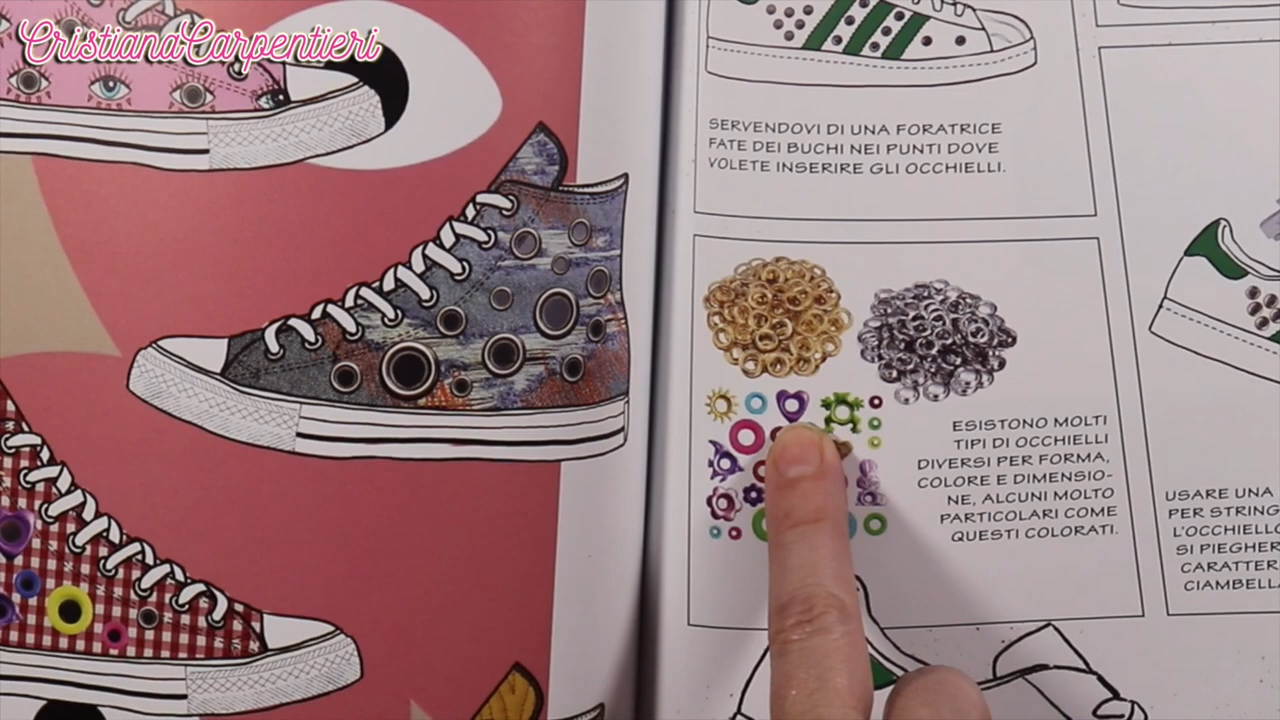 CristianaCarpentieri
SERVENDOVI DI UNA FORATRICE
FATE DEI BUCHI NEI PUNTI DOVE
VOLETE INSERIRE GLI OCCHIELLI.
ESISTONO MOLTI
TIPI DI OCCHIELLI
DIVERSI PER FORMA,
COLORE E DIMENSIO-
NE, ALCUNI MOLTO
PARTICOLARI COME
QUESTI COLORATI.
USARE UNA
PER STRING
L'OCCHIELLO
SI PIEGHER
CARATTER
CIAMBELLA